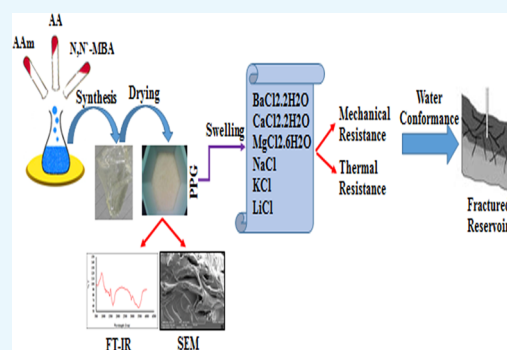 AA
AAm
N,N-MBA
Synthesis
Drying
PPG
Swelling
BaCl2.2H2O
CaCl2.2H2O
MgCl2.6H2O
NaCl
KCl
LiCl
Mechanical
Resistance
Thermal
Resistance
Water
Conformance
Fractured
Reservoir
FT-IR
SEM